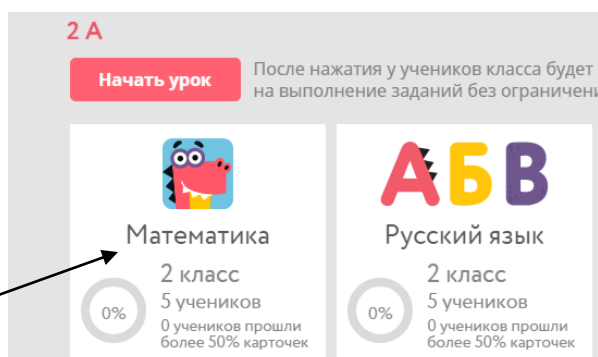 2 А
Начать урок
После нажатия у учеников класса будет
на выполнение заданий без ограничени
Математика
2 класс
0%
5 учеников
0 учеников прошли
более 50% карточек
АБВ
Русский язык
2 класс
0%
5 учеников
0 учеников прошли
более 50% карточек